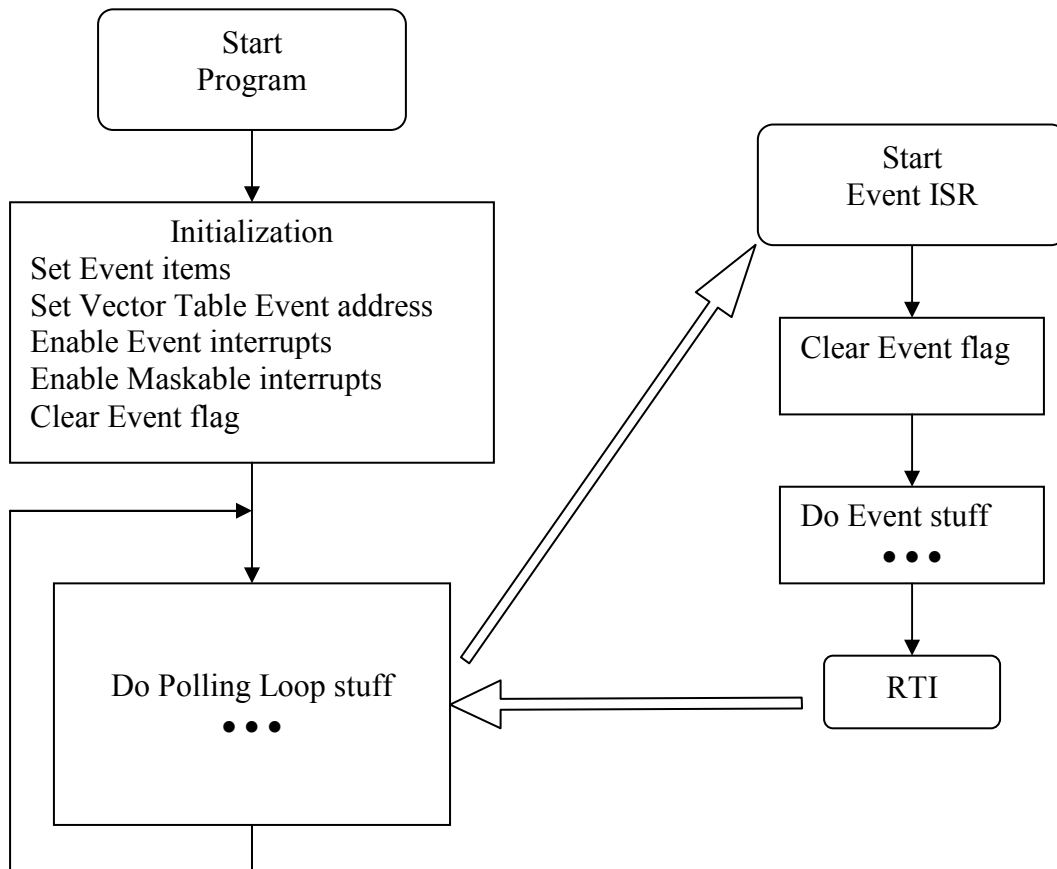 Start
Program
Initialization
Set Event items
Set Vector Table Event address
Enable Event interrupts
Enable Maskable interrupts
Clear Event flag
Do Polling Loop stuff
• • •
Start
Event ISR
Clear Event flag
Do Event stuff
• • •
RTI